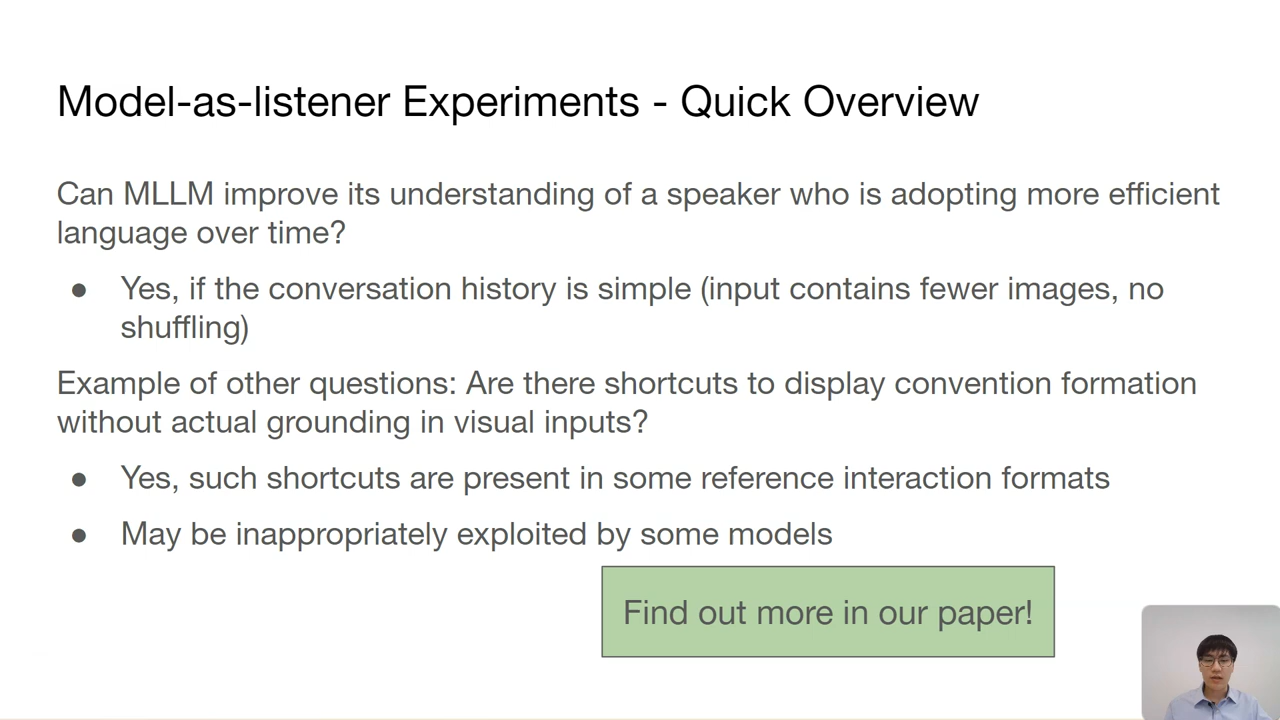 Model-as-listener Experiments - Quick Overview
Can MLLM improve its understanding of a speaker who is adopting more efficient
language over time?
● Yes, if the conversation history is simple (input contains fewer images, no
shuffling)
Example of other questions: Are there shortcuts to display convention formation
without actual grounding in visual inputs?
● Yes, such shortcuts are present in some reference interaction formats
● May be inappropriately exploited by some models
Find out more in our paper!